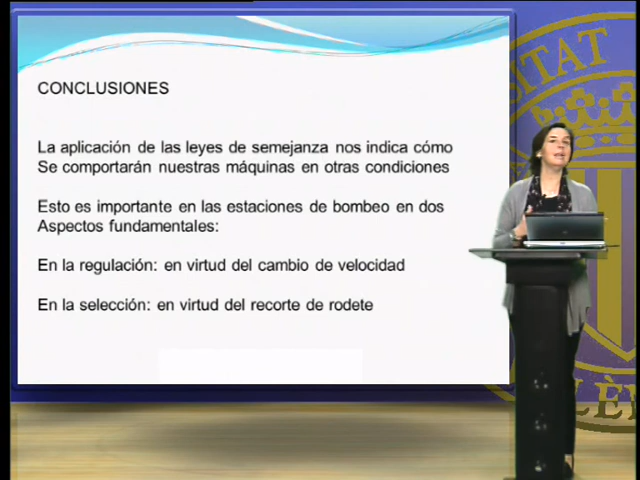 CONCLUSIONES
La aplicación de las leyes de semejanza nos indica cómo
Se comportarán nuestras máquinas en otras condiciones
Esto es importante en las estaciones de bombeo en dos
Aspectos fundamentales:
En la regulación: en virtud del cambio de velocidad
En la selección: en virtud del recorte de rodete